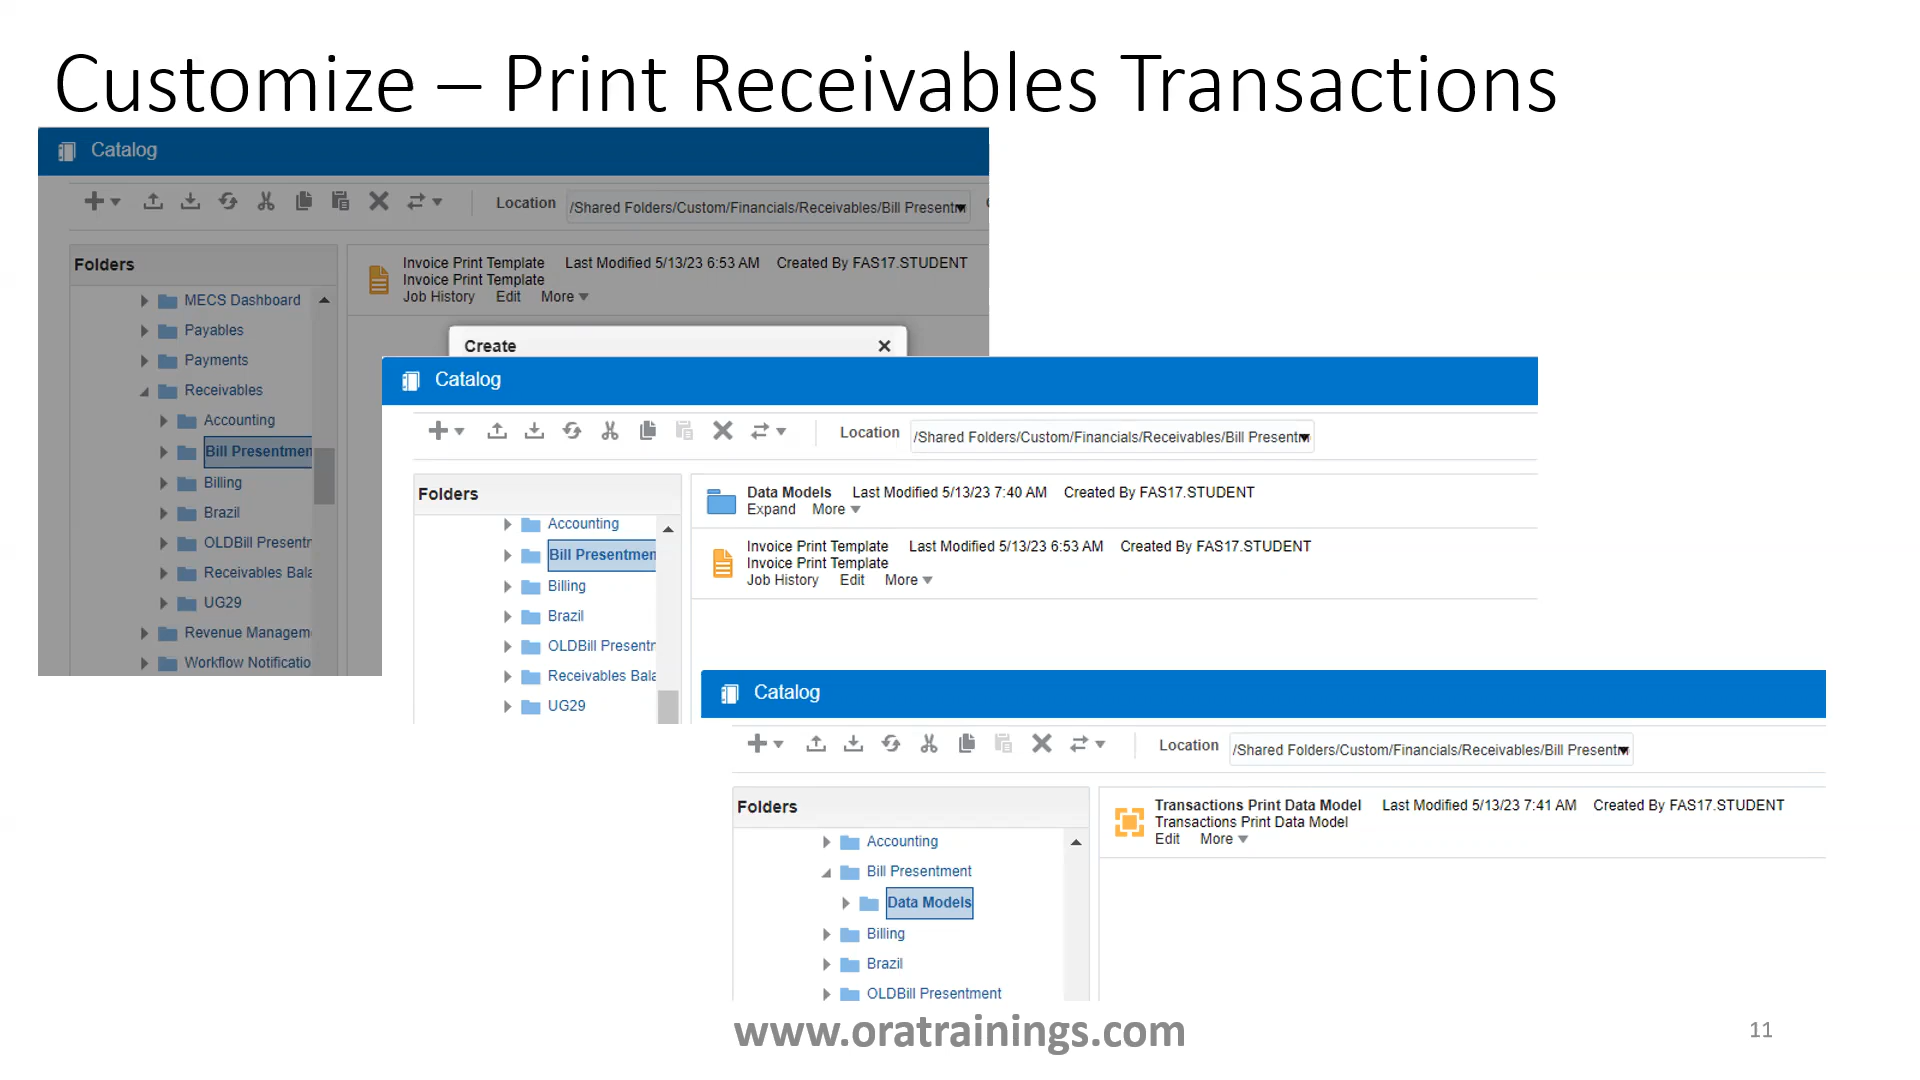 Customize – Print Receivables Transactions
Catalog
Location /Shared Folders/Custom/Financials/Receivables/Bill Presentm
Folders
MECS Dashboard
Payables
Payments
Receivables
Accounting
Bill Presentmen
Billing
Brazil
OLDBill Presentr
Receivables Bala
UG29
Revenue Managem
Workflow Notificatio
Invoice Print Template Last Modified 5/13/23 6:53 AM Created By FAS17.STUDENT
Invoice Print Template
Job History Edit More
Create
Catalog
Location /Shared Folders/Custom/Financials/Receivables/Bill Presentm
Folders
Accounting
Bill Presentmen
Billing
Brazil
OLDBill Presentr
Receivables Bala
UG29
Data Models Last Modified 5/13/23 7:40 AM Created By FAS17.STUDENT
Expand More
Invoice Print Template Last Modified 5/13/23 6:53 AM Created By FAS17.STUDENT
Invoice Print Template
Job History Edit More
Catalog
Location /Shared Folders/Custom/Financials/Receivables/Bill Presentm
Folders
Accounting
Bill Presentment
Data Models
Billing
Brazil
OLDBill Presentment
Transactions Print Data Model Last Modified 5/13/23 7:41 AM Created By FAS17.STUDENT
Transactions Print Data Model
Edit More
www.oratrainings.com
11